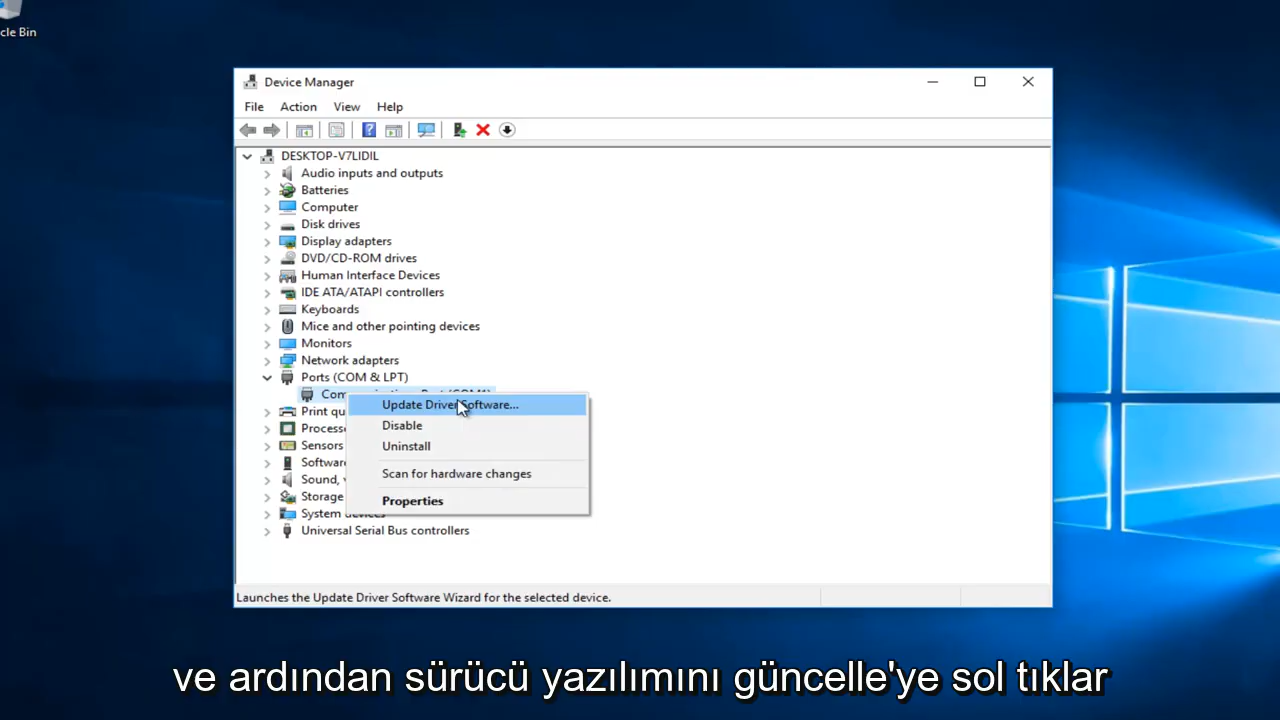 cle Bin
Device Manager
File Action View Help
DESKTOP-V7LIDIL
Audio inputs and outputs
Batteries
Computer
Disk drives
Display adapters
DVD/CD-ROM drives
Human Interface Devices
IDE ATA/ATAPI controllers
Keyboards
Mice and other pointing devices
Monitors
Network adapters
Ports (COM & LPT)
Update Driver Software...
Disable
Uninstall
Scan for hardware changes
Properties
Print
Sensors
Sound,
Storage
System devices
Universal Serial Bus controllers
Launches the Update Driver Software Wizard for the selected device.
ve ardından sürücü yazılımını güncelle'ye sol tıklar